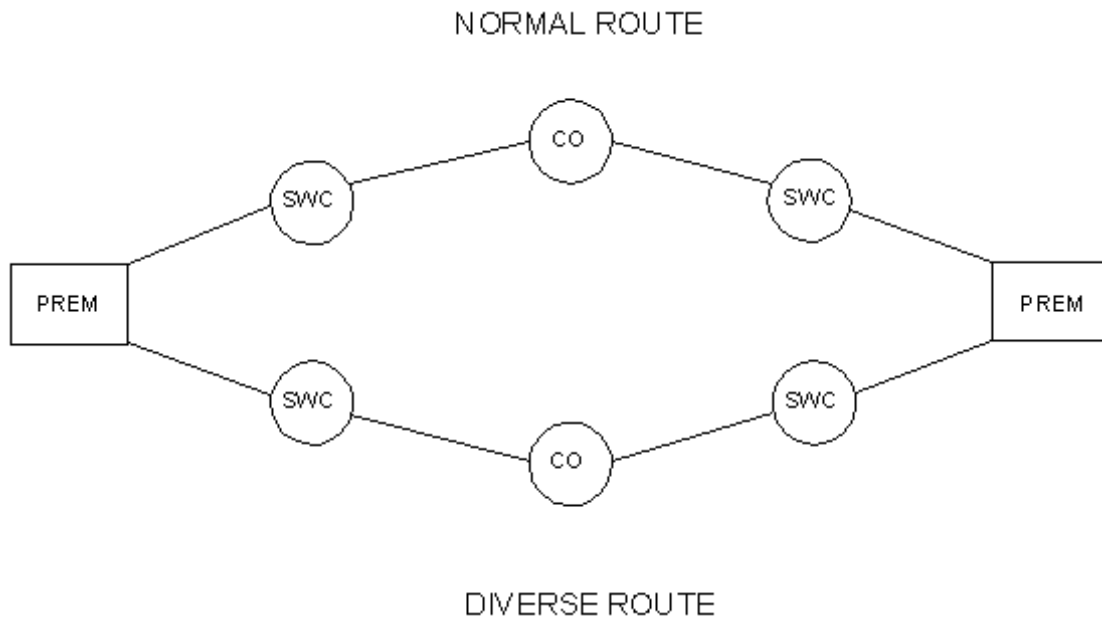 NORMAL ROUTE
CO
SWC
SWC
PREM
PREM
SWC
SWC
CO
DIVERSE ROUTE